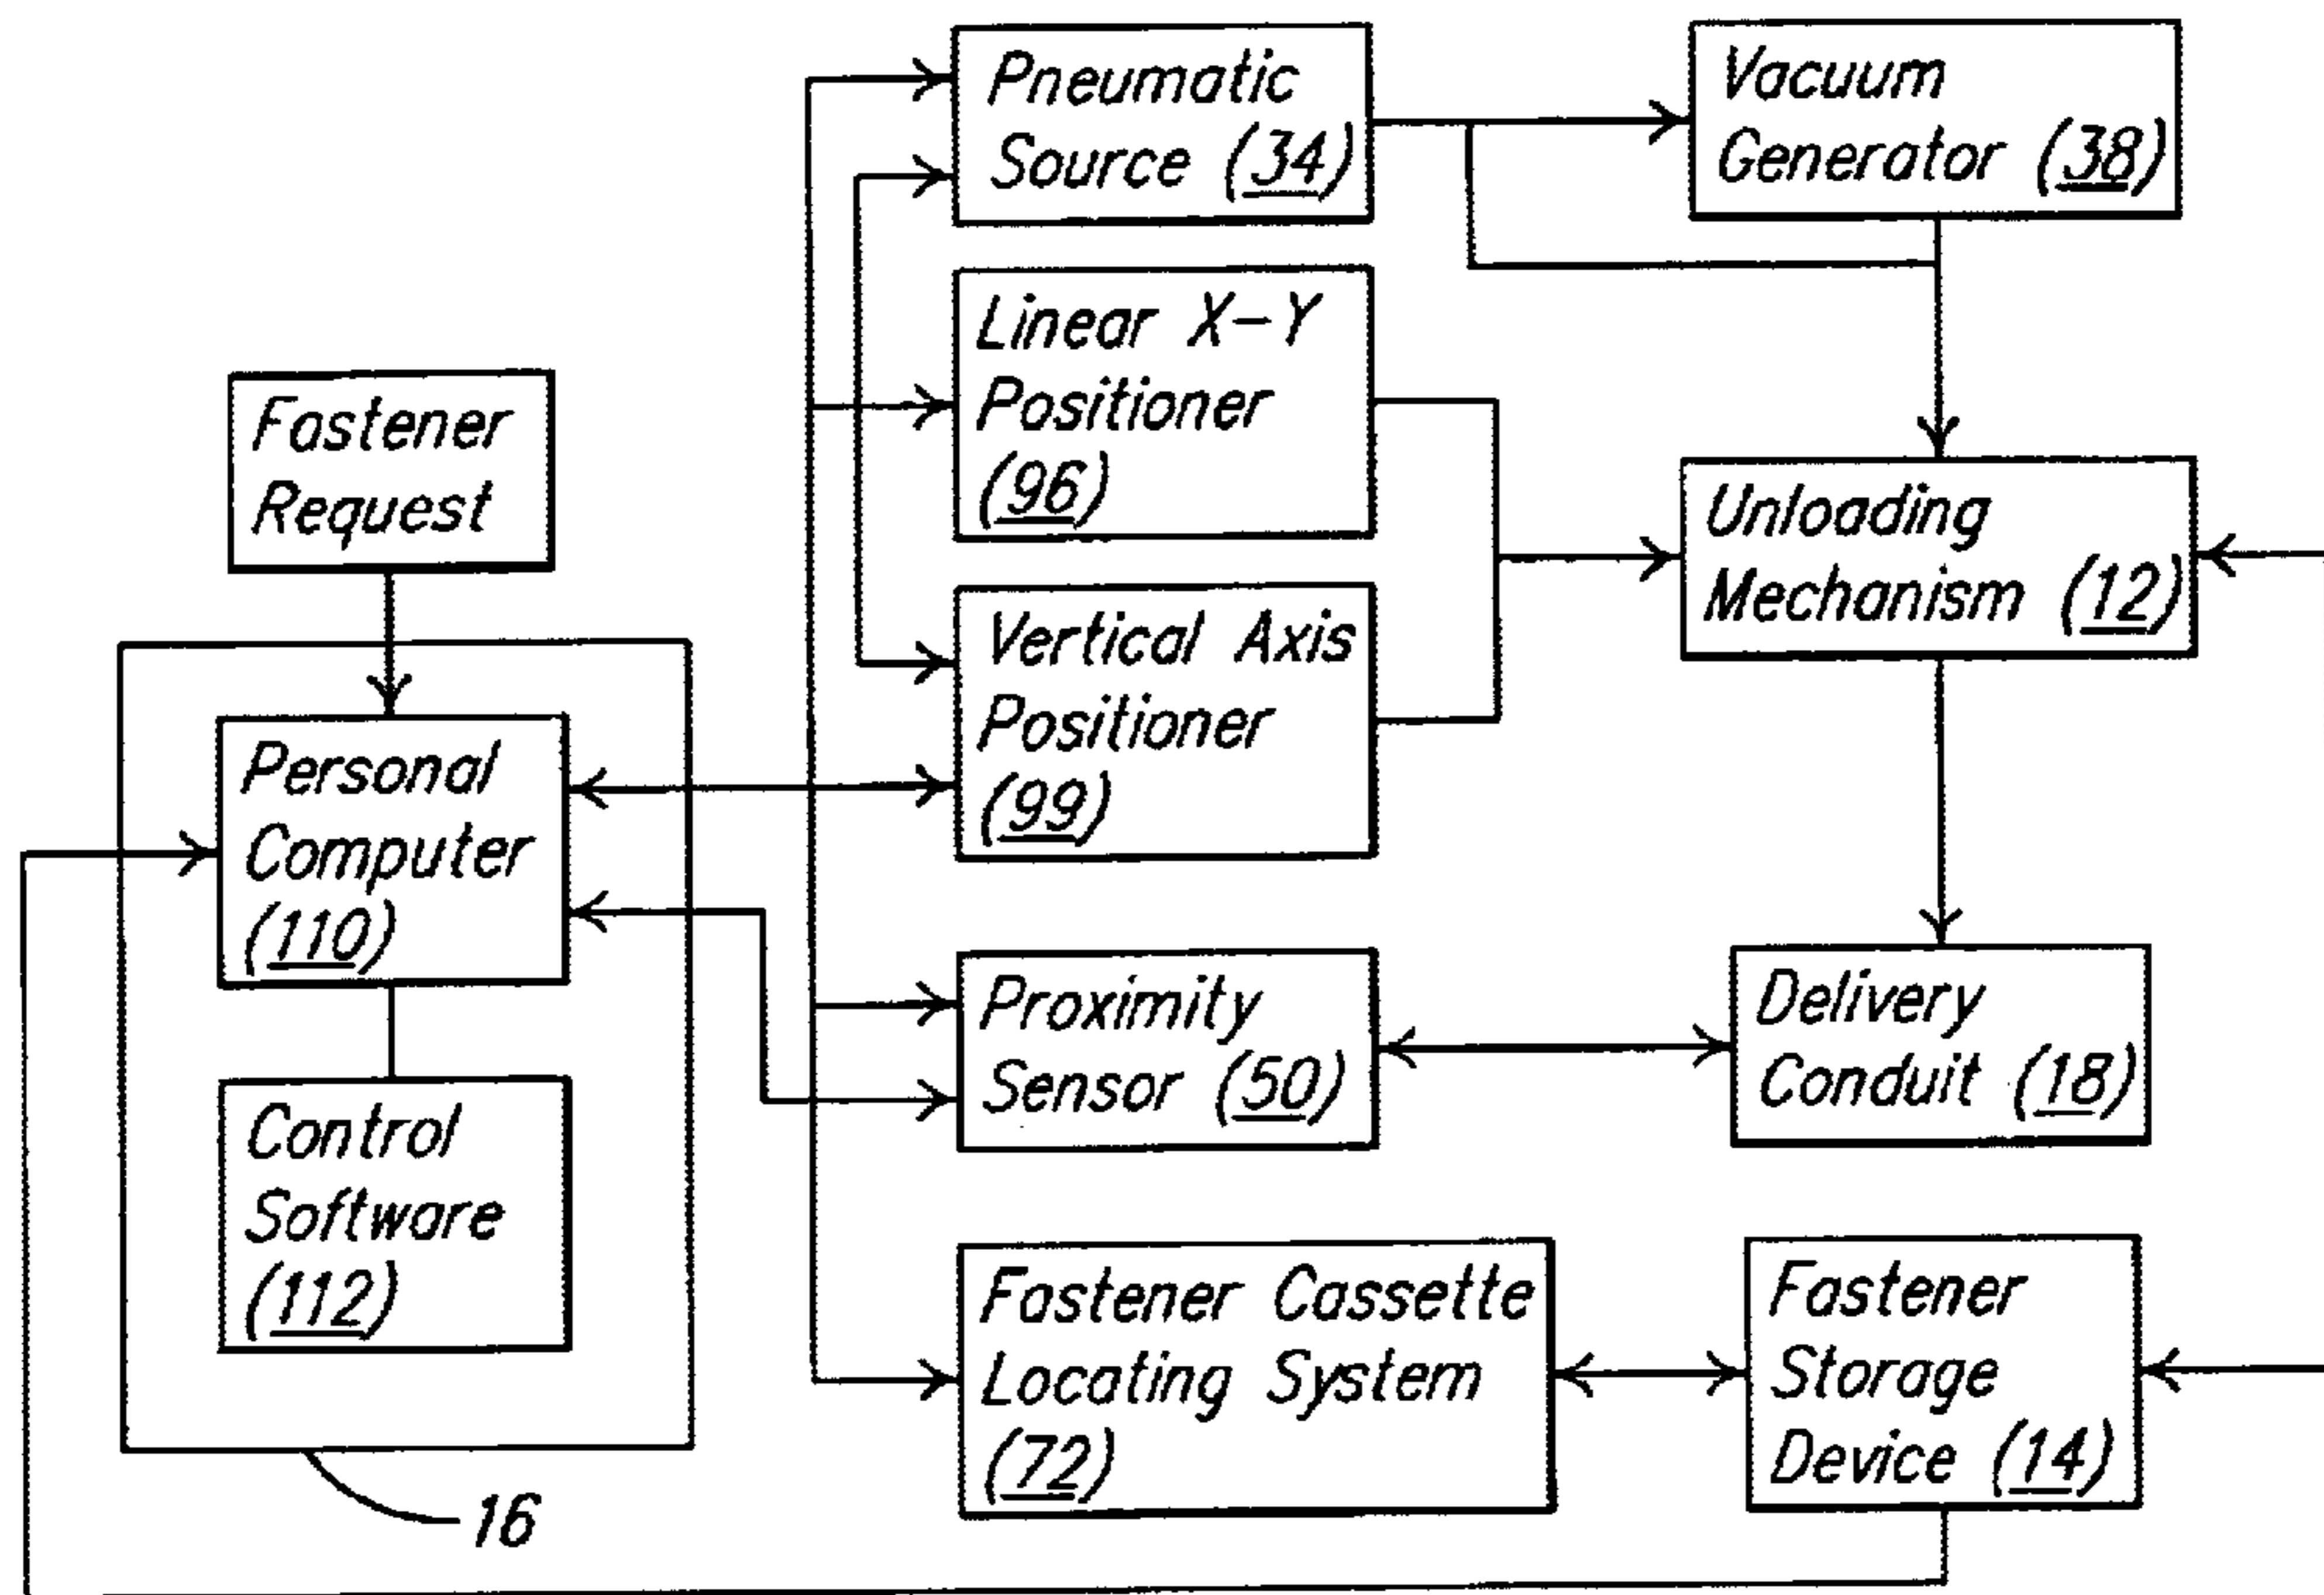 Fastener
Request
Personal
Computer
(110)
Control
Software
(112)
16
Pneumatic
Source (34)
Linear X-Y
Positioner
(96)
Vertical Axis
Positioner
(99)
Proximity
Sensor (50)
Fastener Cassette
Locating System
(72)
Vacuum
Generator (38)
Unloading
Mechanism (12)
Delivery
Conduit (18)
Fastener
Storage
Device (14)